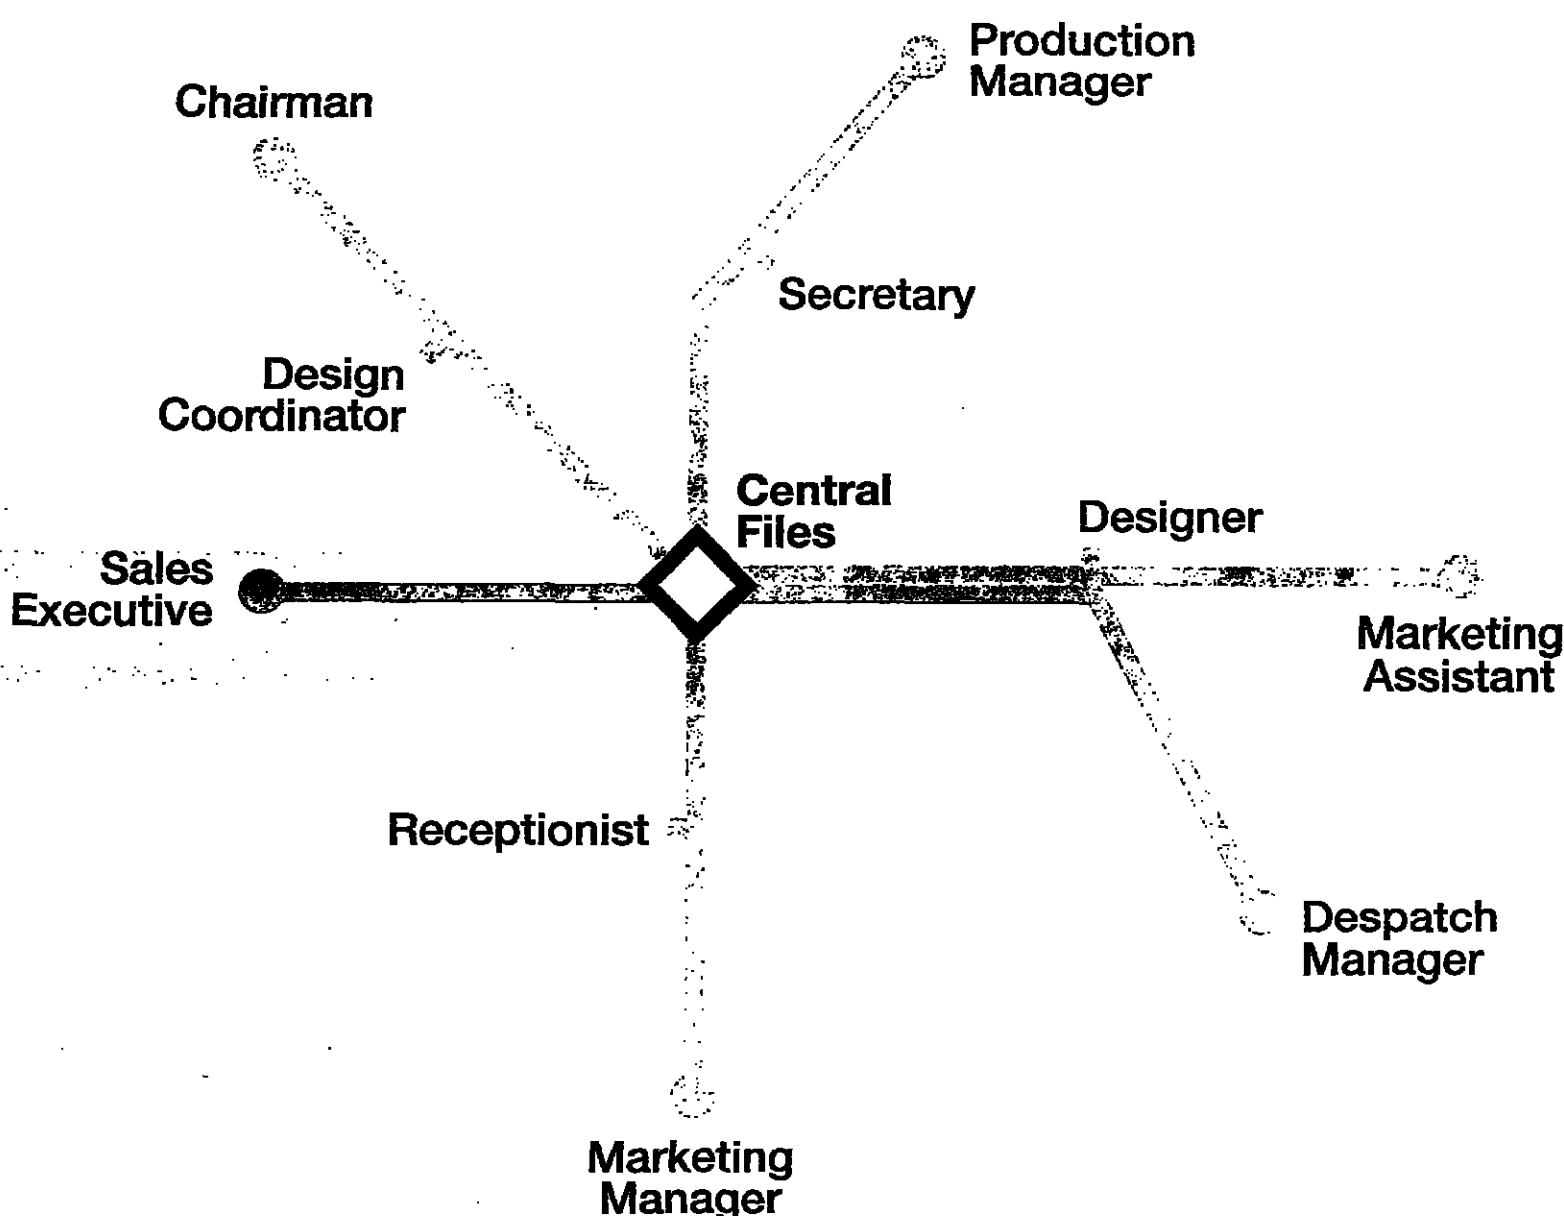 Production
Manager
Chairman
Secretary
Design
Coordinator
Central
Files
Designer
Sales
Executive
Marketing
Assistant
Receptionist
Despatch
Manager
Marketing
Manager